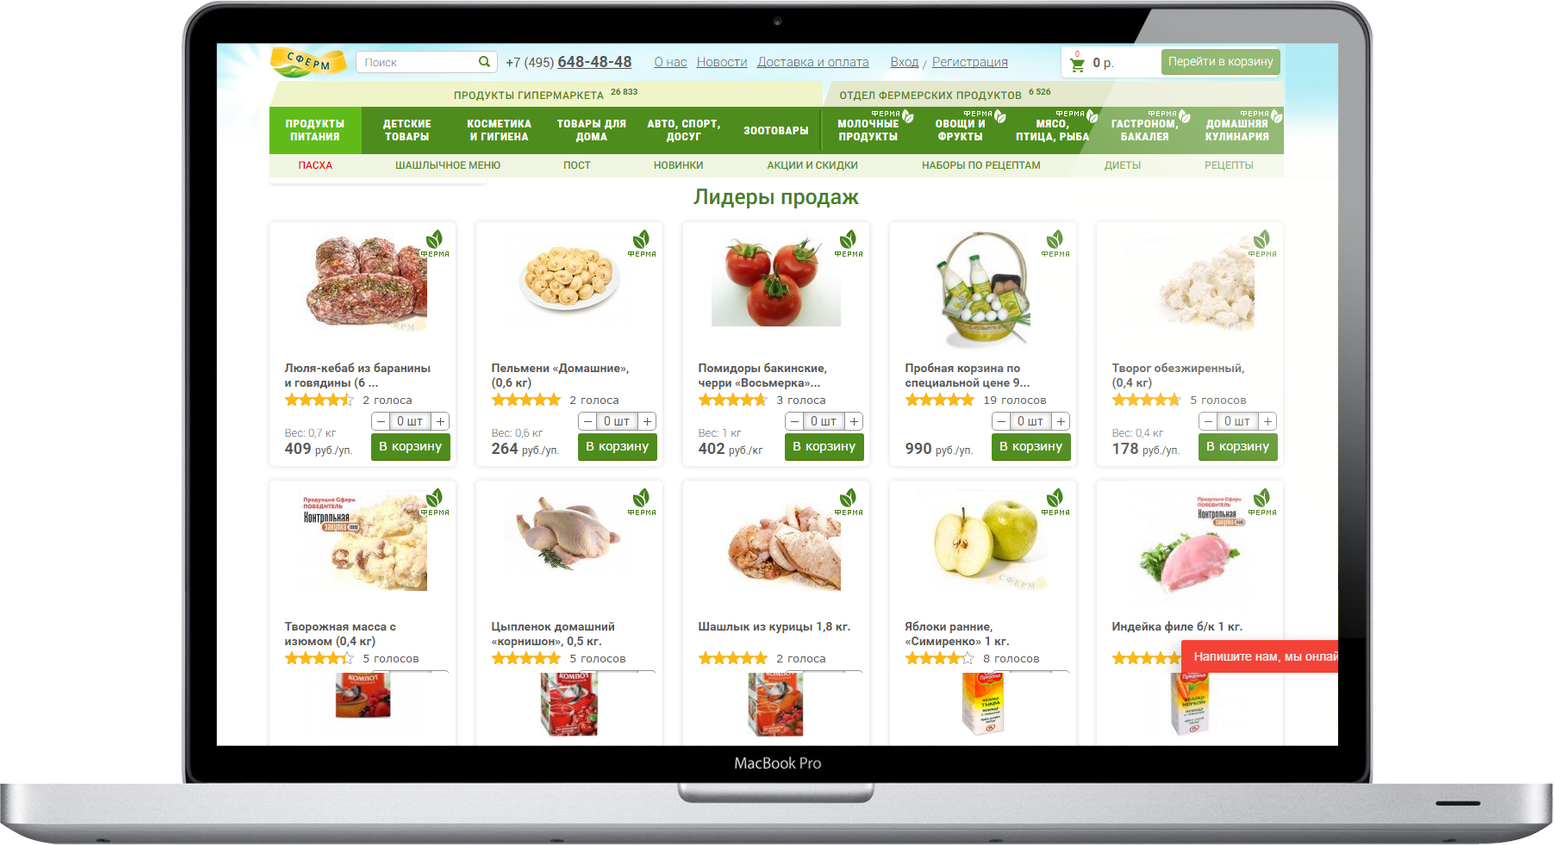 СФЕРМ
Поиск
+7 (495) 648-48-48
О нас Новости Доставка и оплата
Вход / Регистрация
0
0 р.
Перейти в корзину
ПРОДУКТЫ ГИПЕРМАРКЕТА 26 833
ОТДЕЛ ФЕРМЕРСКИХ ПРОДУКТОВ 6 526
ПРОДУКТЫ
ПИТАНИЯ
ДЕТСКИЕ
ТОВАРЫ
КОСМЕТИКА
И ГИГИЕНА
ТОВАРЫ ДЛЯ
ДОМА
АВТО, СПОРТ,
ДОСУГ
ЗООТОВАРЫ
ФЕРМА
МОЛОЧНЫЕ
ПРОДУКТЫ
ФЕРМА
ОВОЩИ И
ФРУКТЫ
ФЕРМА
МЯСО,
ПТИЦА, РЫБА
ФЕРМА
ГАСТРОНОМ,
БАКАЛЕЯ
ФЕРМА
ДОМАШНЯЯ
КУЛИНАРИЯ
ПАСХА ШАШЛЫЧНОЕ МЕНЮ ПОСТ НОВИНКИ АКЦИИ И СКИДКИ НАБОРЫ ПО РЕЦЕПТАМ ДИЕТЫ РЕЦЕПТЫ
Лидеры продаж
ФЕРМА
СФЕРМ
Люля-кебаб из баранины
и говядины (6 ...
2 голоса
− 0 шт +
Вес: 0,7 кг
409 руб./уп.
В корзину
ФЕРМА
Пельмени «Домашние»,
(0,6 кг)
2 голоса
− 0 шт +
Вес: 0,6 кг
264 руб./уп.
В корзину
ФЕРМА
Помидоры бакинские,
черри «Восьмерка»...
3 голоса
− 0 шт +
Вес: 1 кг
402 руб./кг
В корзину
ФЕРМА
Пробная корзина по
специальной цене 9...
19 голосов
− 0 шт +
990 руб./уп.
В корзину
ФЕРМА
СФЕРМ
Творог обезжиренный,
(0,4 кг)
5 голосов
− 0 шт +
Вес: 0,4 кг
178 руб./уп.
В корзину
Продукция Сферм
ПОБЕДИТЕЛЬ
Контрольная
закупка
ФЕРМА
СФЕРМ
Творожная масса с
изюмом (0,4 кг)
5 голосов
ФЕРМА
Цыпленок домашний
«корнишон», 0,5 кг.
5 голосов
ФЕРМА
СФЕРМ
Шашлык из курицы 1,8 кг.
2 голоса
ФЕРМА
СФЕРМ
Яблоки ранние,
«Симиренко» 1 кг.
8 голосов
Продукция Сферм
ПОБЕДИТЕЛЬ
Контрольная
закупка
ФЕРМА
Индейка филе б/к 1 кг.
Напишите нам, мы онлай
КОМПОТ
КОМПОТ
КОМПОТ
ЯБЛОКО
ТЫКВА
ЯБЛОКО
МОРКОВЬ
MacBook Pro